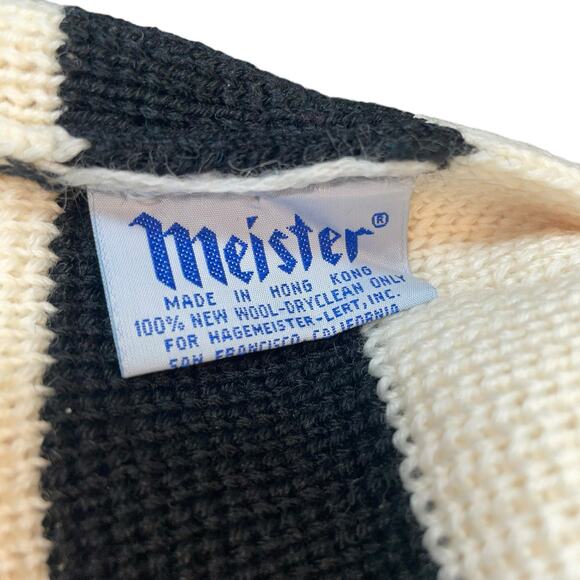 Meister®
MADE IN HONG KONG
100% NEW WOOL-DRYCLEAN ONLY
FOR HAGEMEISTER-LERT, INC.
SAN FRANCISCO, CALIFORNIA